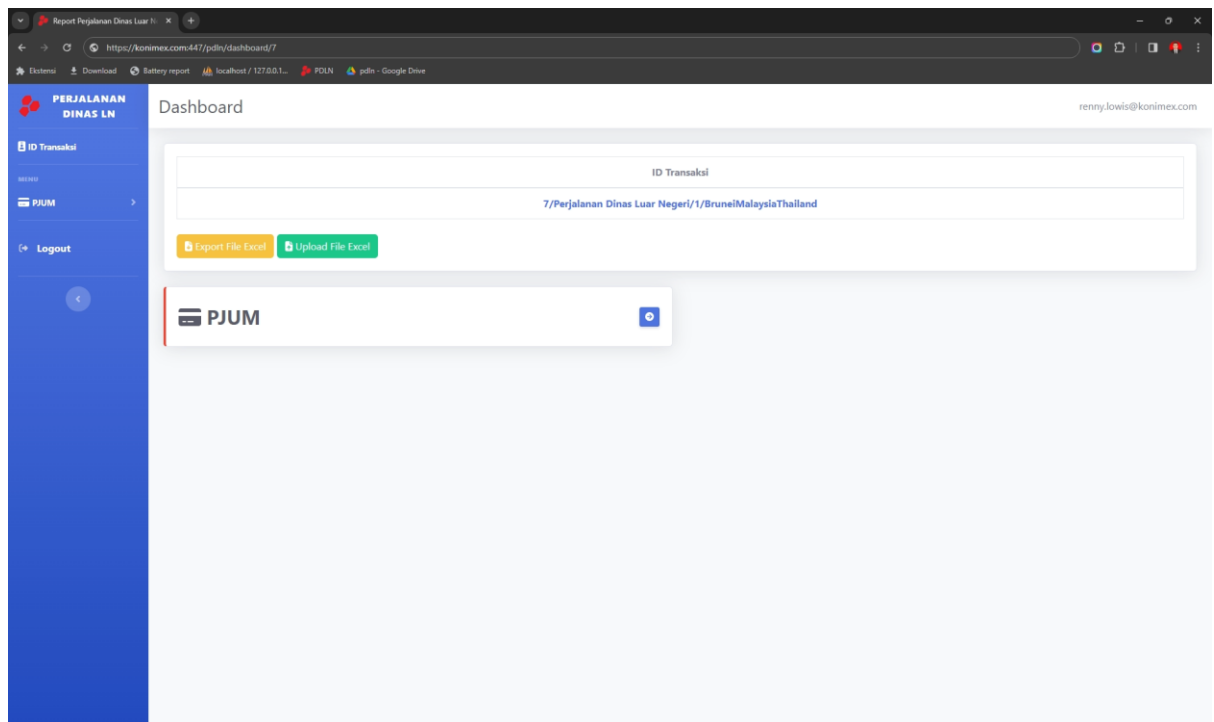 Report Perjalanan Dinas Luar N
https://konimex.com:447/pdln/dashboard/7
Ekstensi Download Battery report localhost / 127.0.0.1... PDLN pdln - Google Drive
PERJALANAN
DINAS LN
Dashboard
renny.lowis@konimex.com
ID Transaksi
MENU
PJUM
Logout
ID Transaksi
7/Perjalanan Dinas Luar Negeri/1/BruneiMalaysiaThailand
Export File Excel Upload File Excel
PJUM